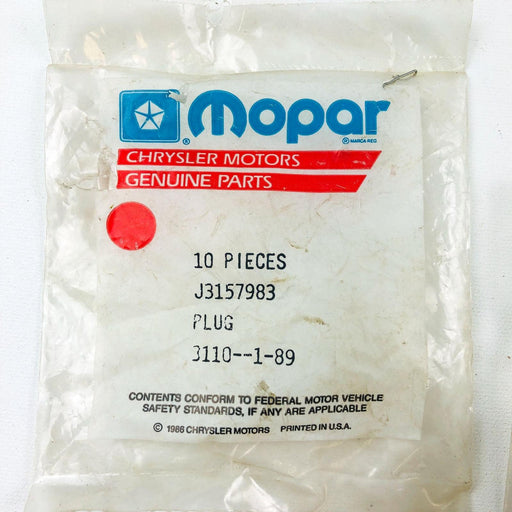 ® mopar ® MARCA REG
CHRYSLER MOTORS
GENUINE PARTS
10 PIECES
J3157983
PLUG
3110--1-89
CONTENTS CONFORM TO FEDERAL MOTOR VEHICLE
SAFETY STANDARDS, IF ANY ARE APPLICABLE
© 1988 CHRYSLER MOTORS PRINTED IN U.S.A.